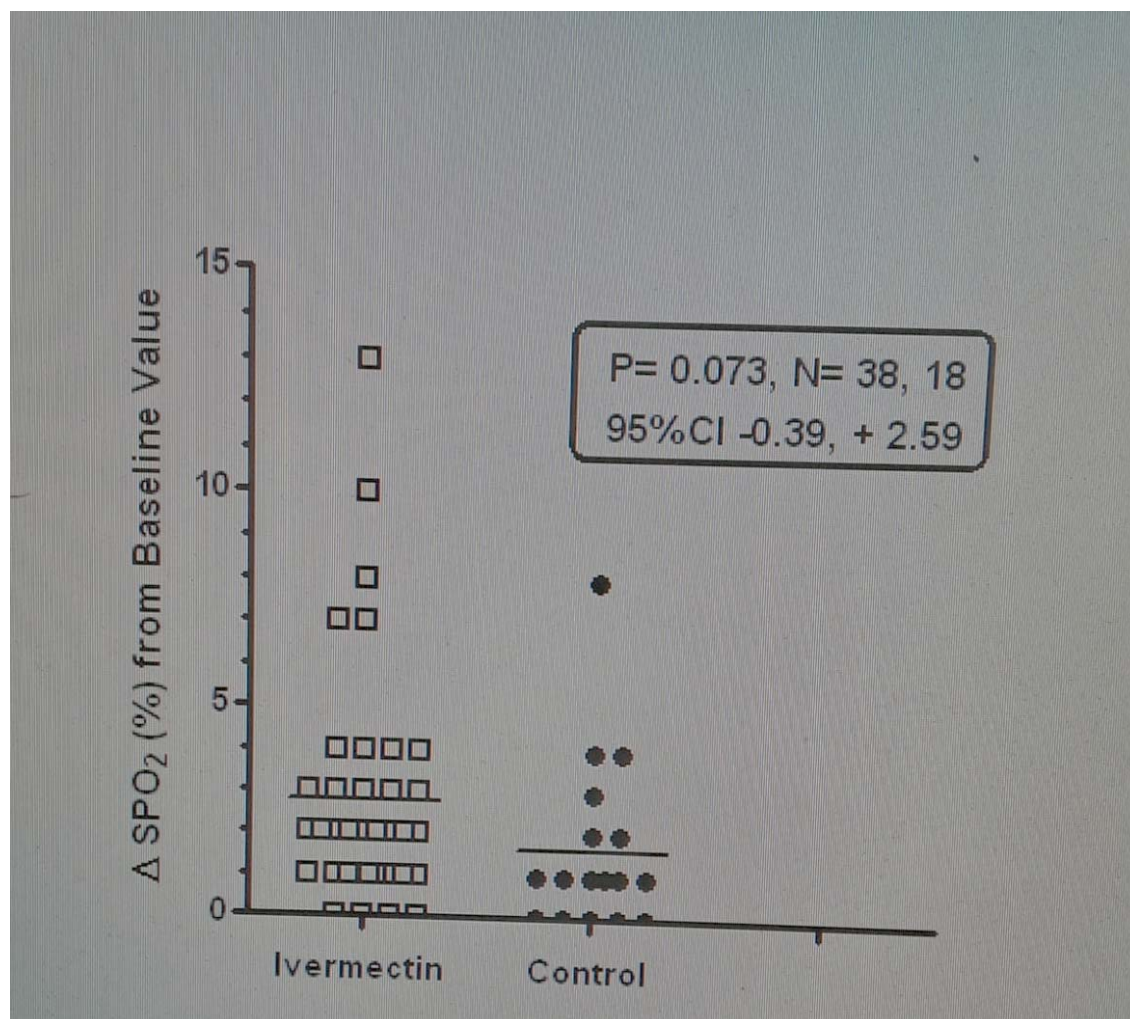 15
P= 0.073, N= 38, 18
95%CI -0.39, + 2.59
10
5
0
Δ SPO₂ (%) from Baseline Value
Ivermectin
Control